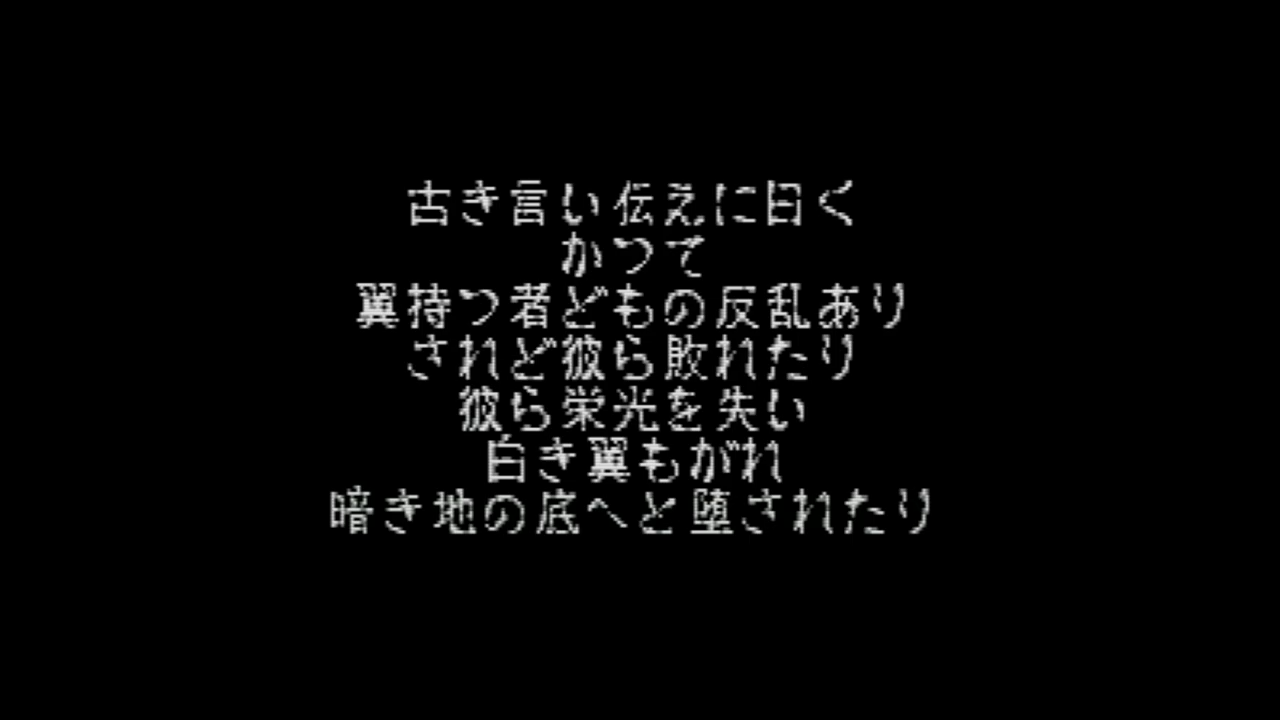 古き言い伝えに曰く
かつて
翼持つ者どもの反乱あり
されど彼ら敗れたり
彼ら栄光を失い
白き翼もがれ
暗き地の底へと堕されたり